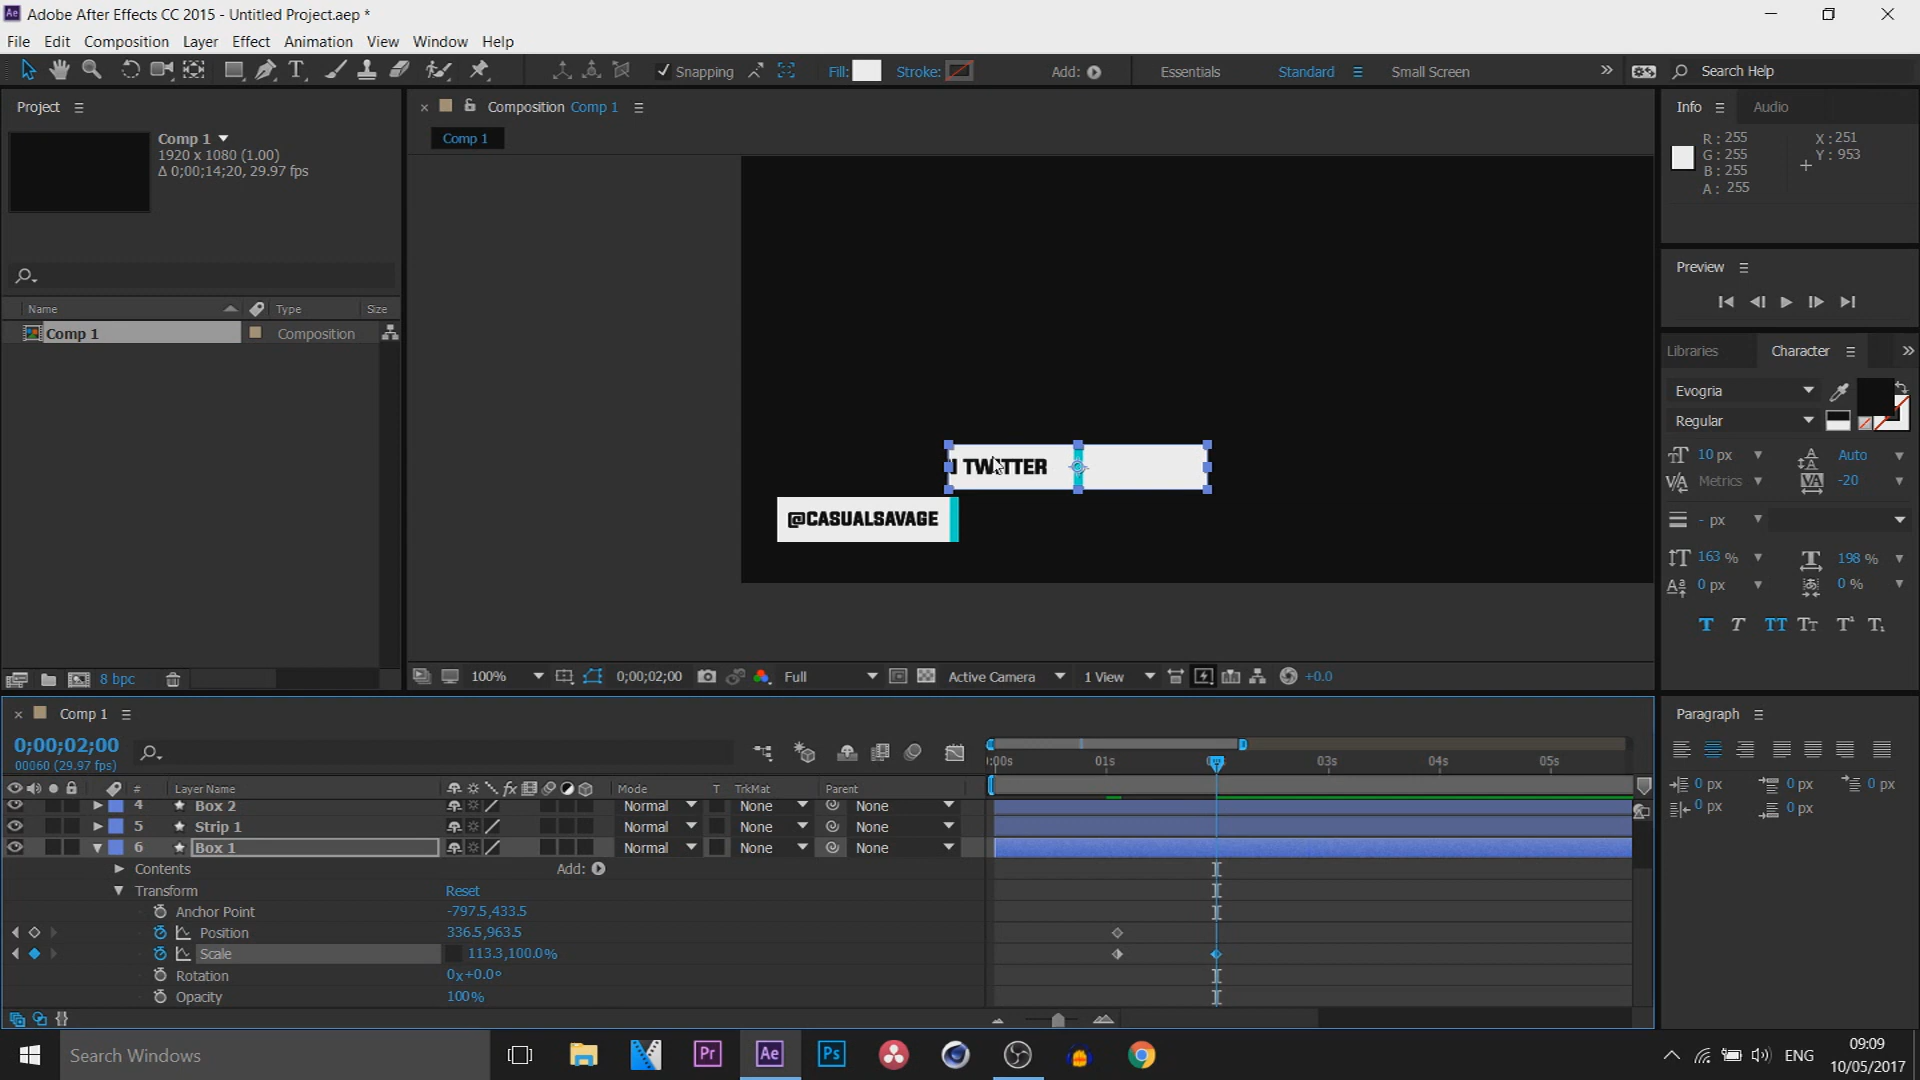 Adobe After Effects CC 2015 - Untitled Project.aep *
File Edit Composition Layer Effect Animation View Window Help
Snapping Fill: Stroke: Add: Essentials Standard Small Screen Search Help
Project
Comp 1
1920 x 1080 (1.00)
Δ 0;00;14;20, 29.97 fps
Name Type Size
Comp 1 Composition
8 bpc
Composition Comp 1
Comp 1
TWITTER
@CASUALSAVAGE
100% 0;00;02;00 Full Active Camera 1 View +0.0
Info Audio
R: 255 X: 251
G: 255 Y: 953
B: 255
A: 255
Preview
Libraries Character
Evogria
Regular
10 px Auto
Metrics -20
- px
163 % 198 %
0 px 0 %
T T TT Tt T¹ T₁
Paragraph
0 px 0 px 0 px
0 px 0 px
Comp 1
0;00;02;00
00060 (29.97 fps)
:00s 01s 03s 04s 05s
# Layer Name Mode T TrkMat Parent
4 Box 2 Normal None None
5 Strip 1 Normal None None
6 Box 1 Normal None None
Contents Add:
Transform Reset
Anchor Point -797.5,433.5
Position 336.5,963.5
Scale 113.3,100.0%
Rotation 0x+0.0°
Opacity 100%
Search Windows
Pr
Ae
Ps
ENG
09:09
10/05/2017